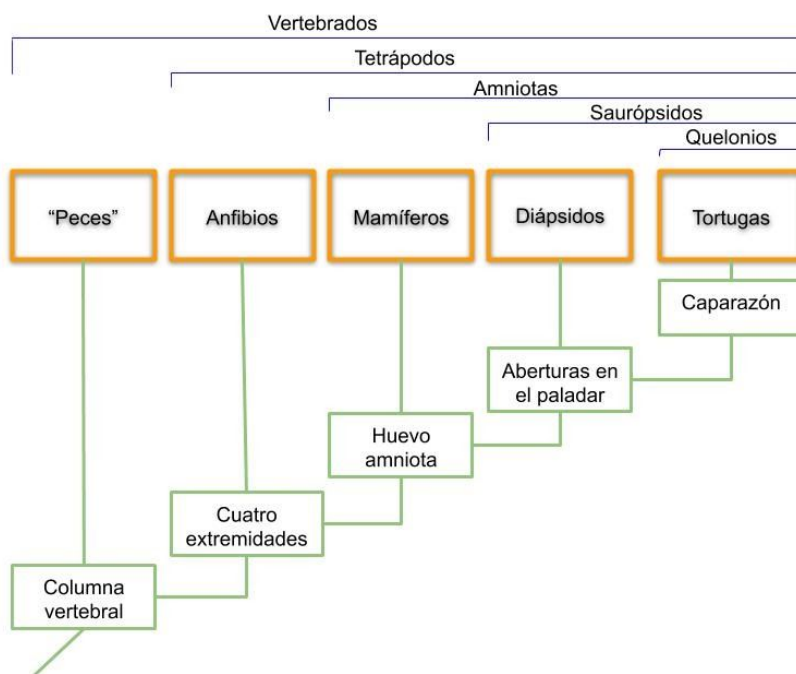 Vertebrados
Tetrápodos
Amniotas
Saurópsidos
Quelonios
“Peces”
Anfibios
Mamíferos
Diápsidos
Tortugas
Caparazón
Aberturas en
el paladar
Huevo
amniota
Cuatro
extremidades
Columna
vertebral